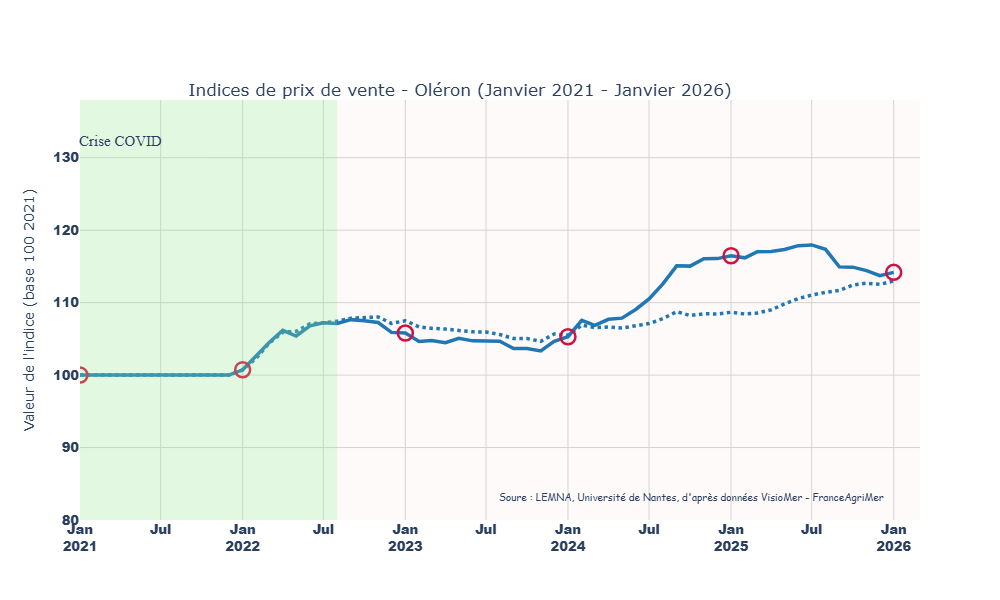 Indices de prix de vente - Oléron (Janvier 2021 - Janvier 2026)
Crise COVID
Valeur de l'indice (base 100 2021)
130
120
110
100
90
80
Soure : LEMNA, Université de Nantes, d'après données VisioMer - FranceAgriMer
Jan Jul Jan Jul Jan Jul Jan Jul Jan Jul Jan
2021 2022 2023 2024 2025 2026